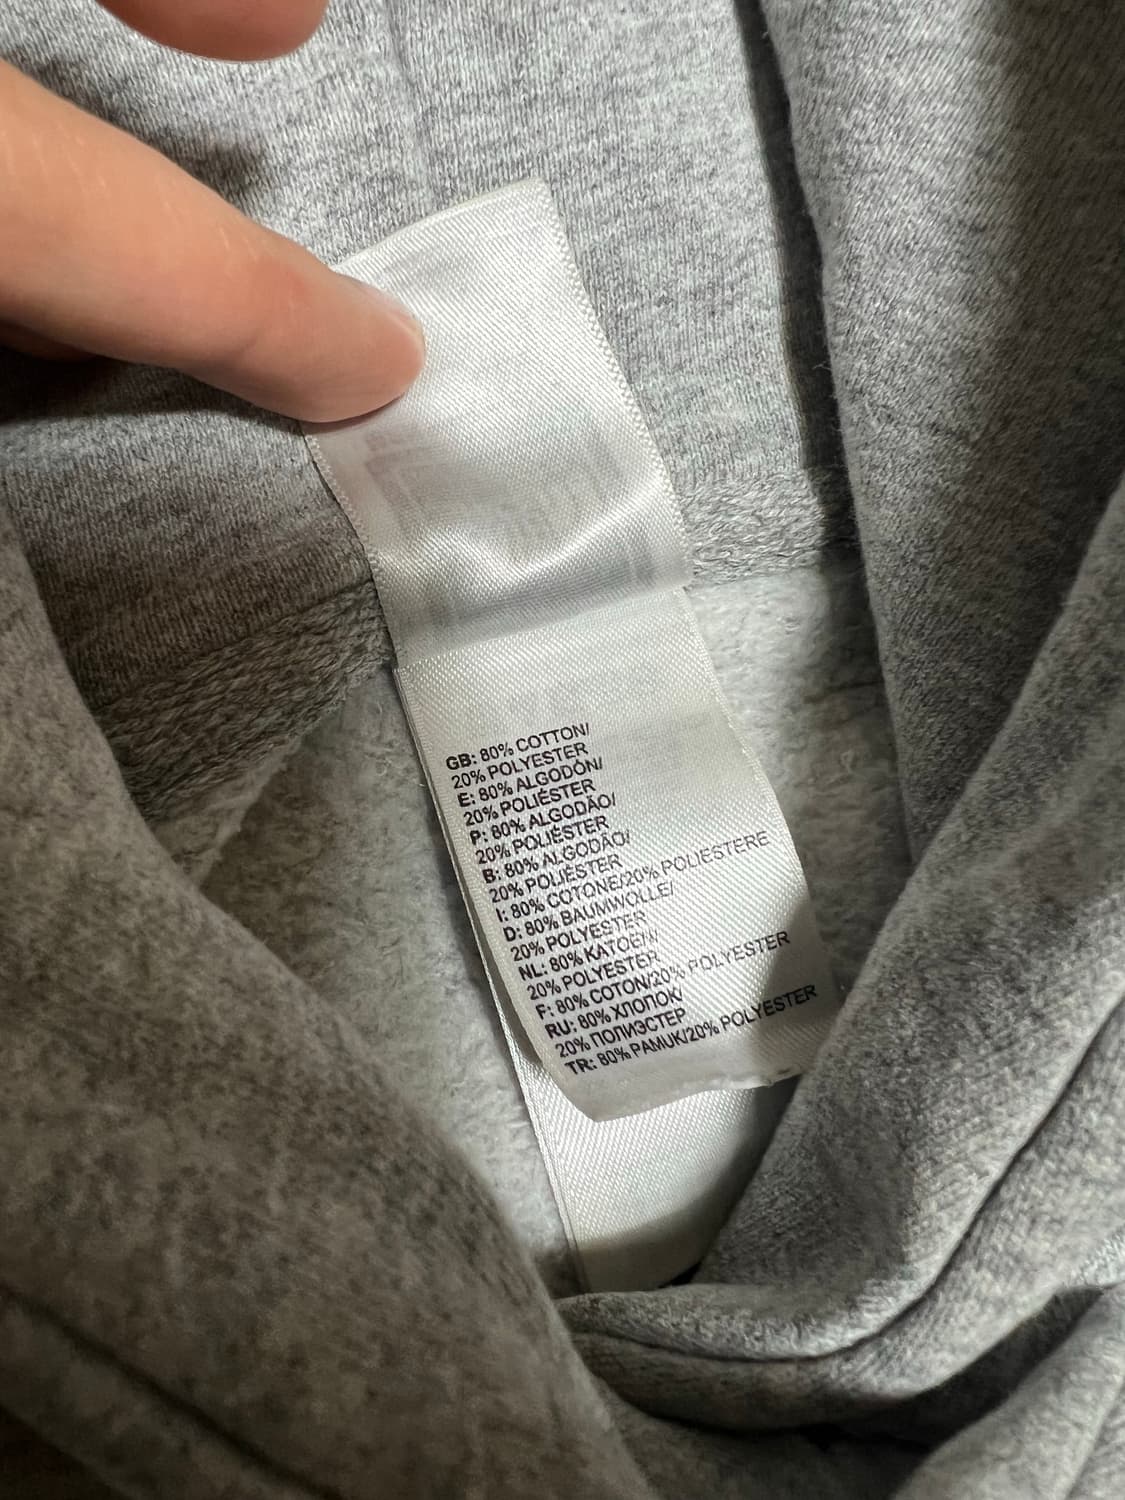 GB: 80% COTTON/
20% POLYESTER
E: 80% ALGODÓN/
20% POLIÉSTER
P: 80% ALGODÃO/
20% POLIÉSTER
B: 80% ALGODÃO/
20% POLIÉSTER
I: 80% COTONE/20% POLIESTERE
D: 80% BAUMWOLLE/
20% POLYESTER
NL: 80% KATOEN/
20% POLYESTER
F: 80% COTON/20% POLYESTER
RU: 80% ХЛОПОК/
20% ПОЛИЭСТЕР
TR: 80% PAMUK/20% POLYESTER